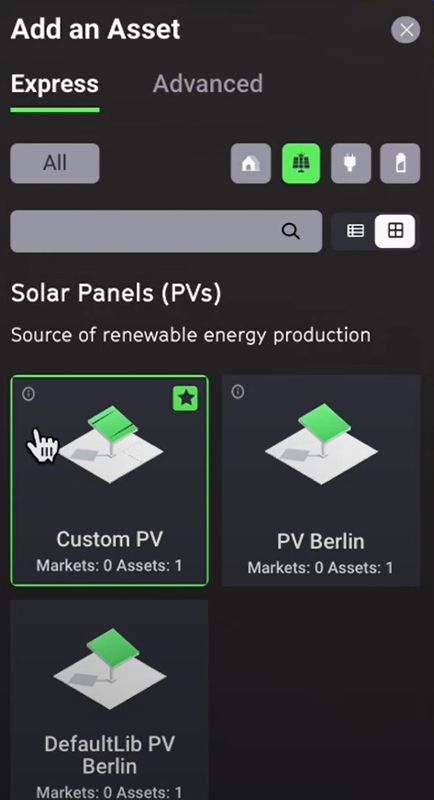 Add an Asset
Express Advanced
All
Solar Panels (PVs)
Source of renewable energy production
Custom PV
Markets: 0 Assets: 1
PV Berlin
Markets: 0 Assets: 1
DefaultLib PV
Berlin
Markets: 0 Assets: 1